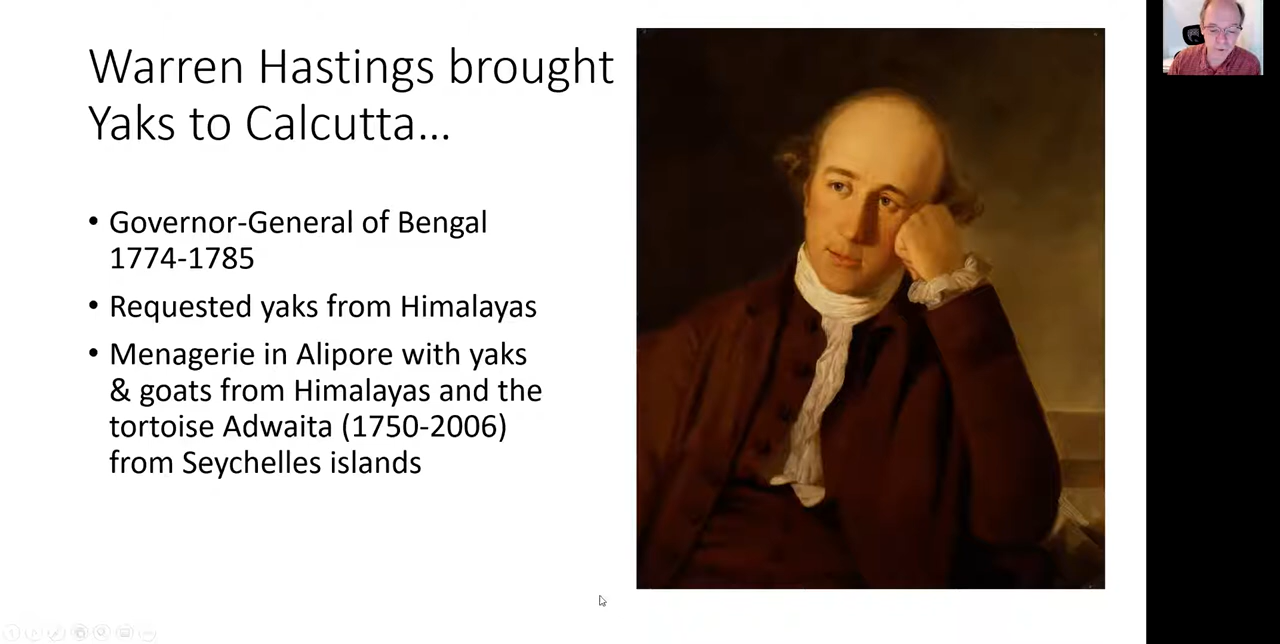 Warren Hastings brought
Yaks to Calcutta...
• Governor-General of Bengal
1774-1785
• Requested yaks from Himalayas
• Menagerie in Alipore with yaks
& goats from Himalayas and the
tortoise Adwaita (1750-2006)
from Seychelles islands